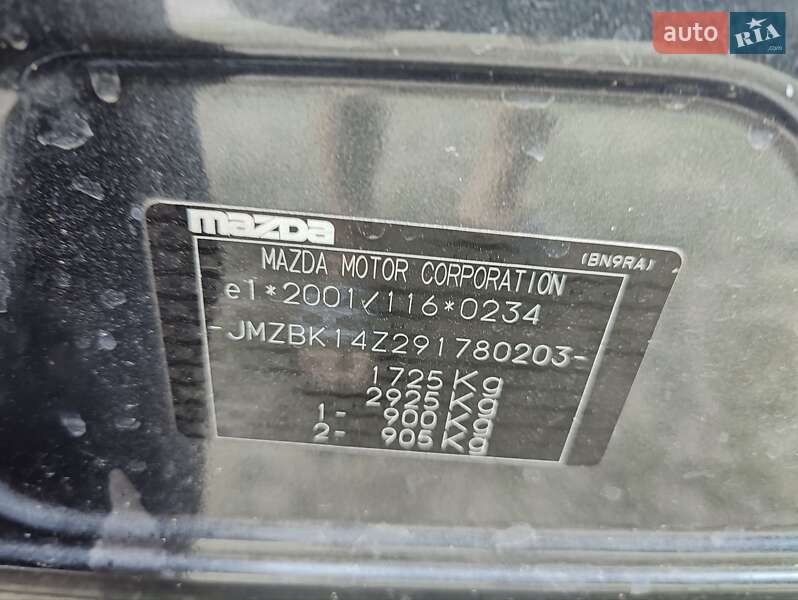 auto RIA
.com
mazda
(BN9RA)
MAZDA MOTOR CORPORATION
e1*2001/116*0234
-JMZBK14Z291780203-
1725 Kg
2925 Kg
1- 900 Kg
2- 905 Kg